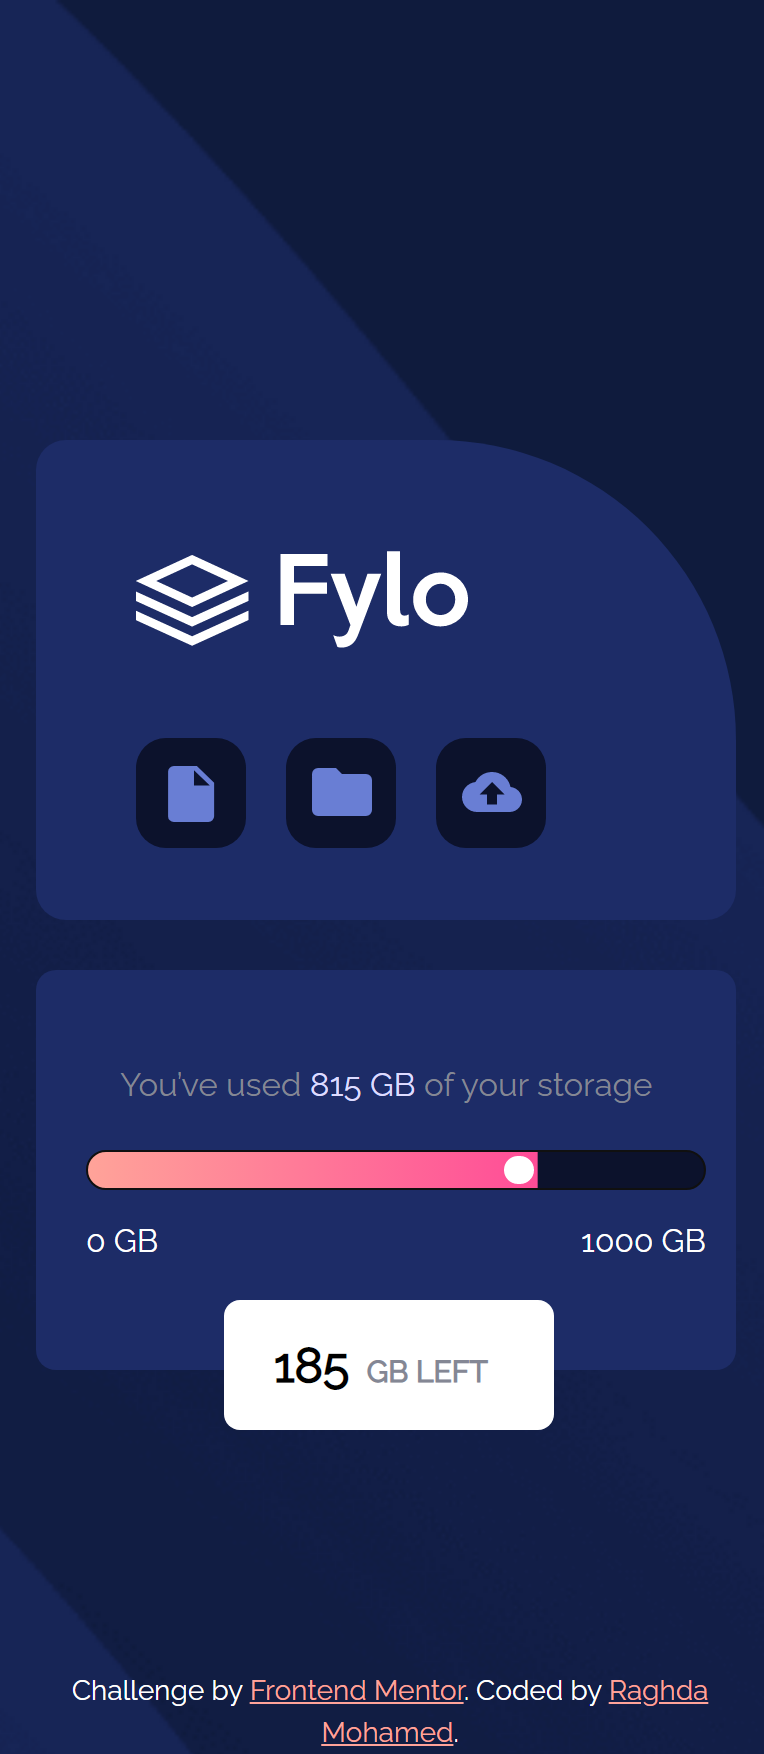 Fylo
You’ve used 815 GB of your storage
0 GB 1000 GB
185 GB LEFT
Challenge by Frontend Mentor. Coded by Raghda
Mohamed.